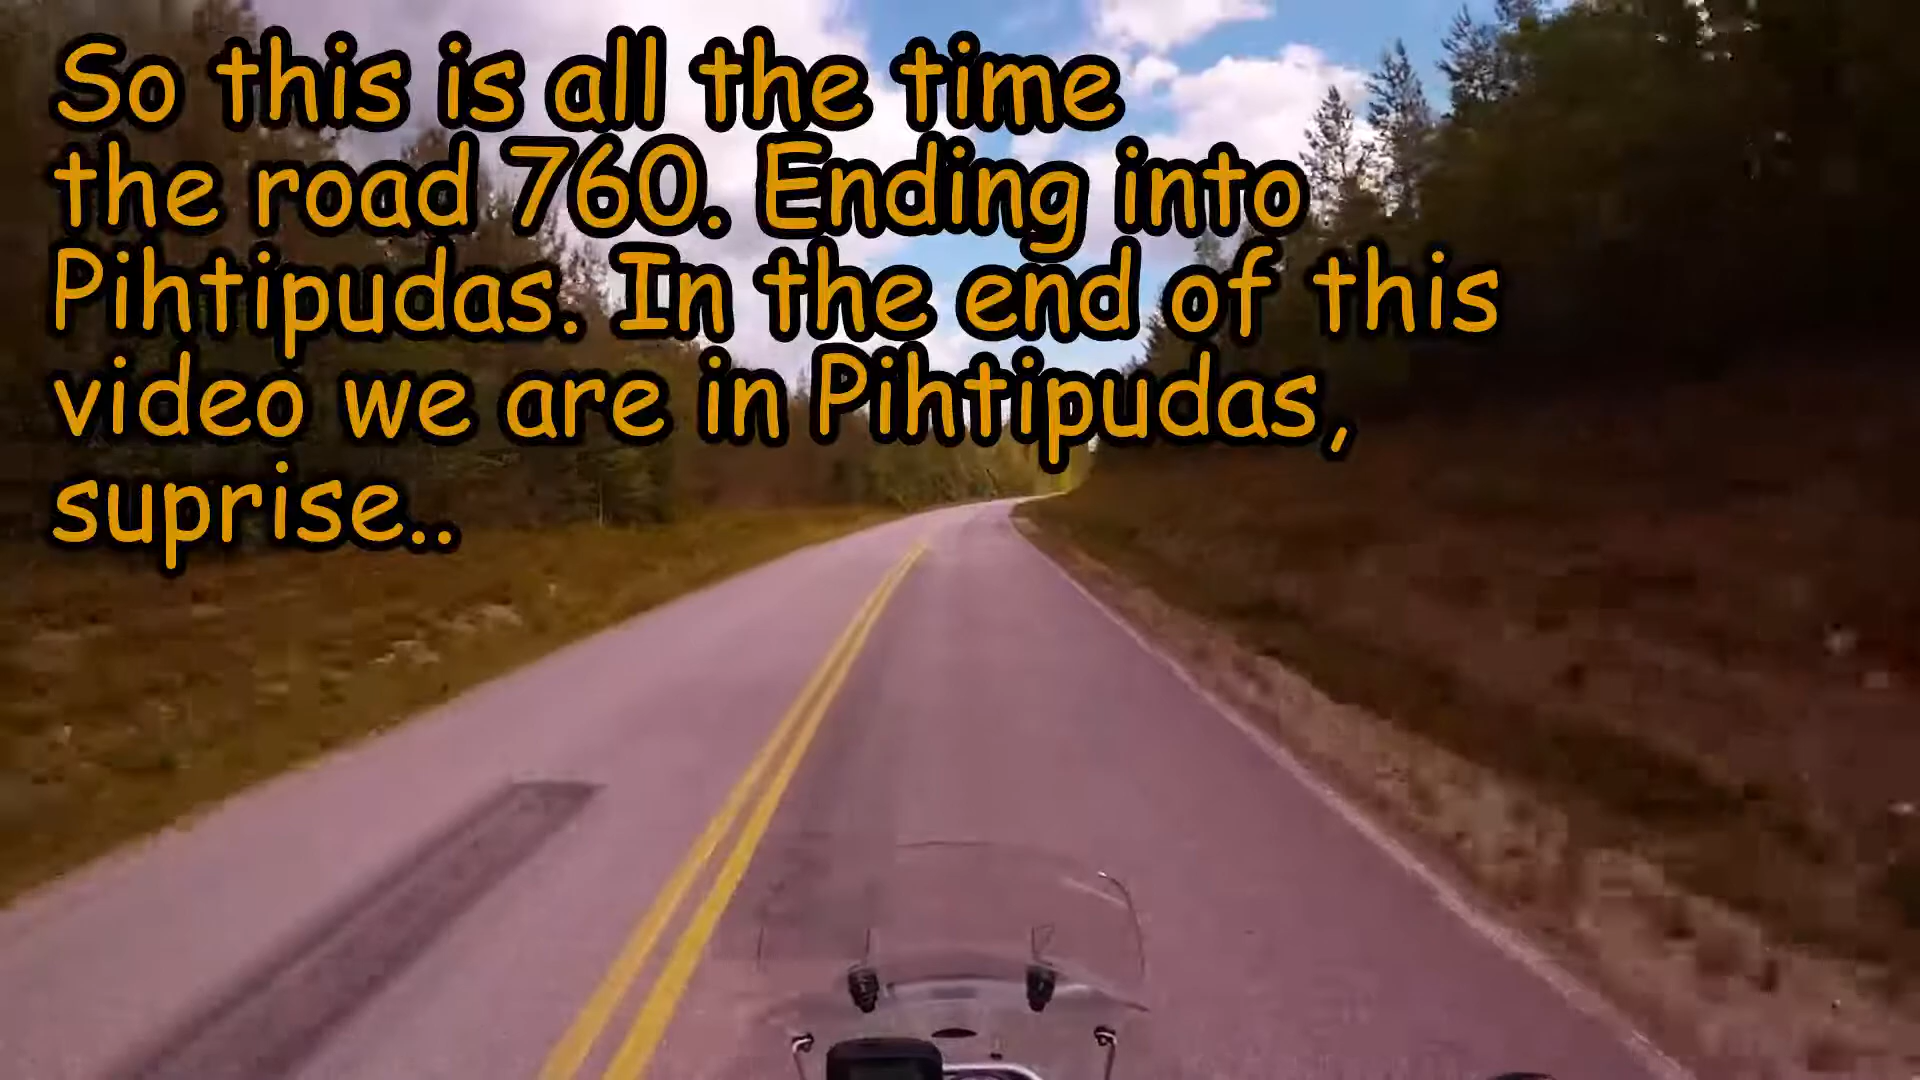 So this is all the time
the road 760. Ending into
Pihtipudas. In the end of this
video we are in Pihtipudas,
suprise..